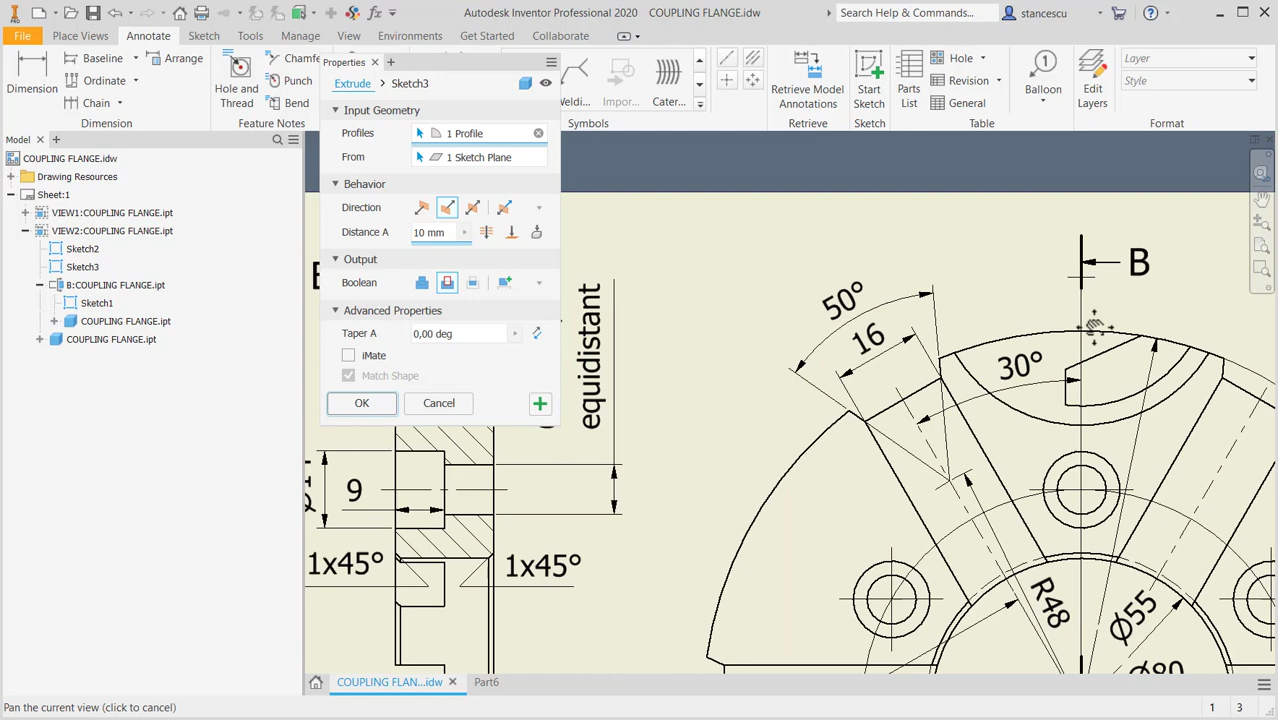 Autodesk Inventor Professional 2020 COUPLING FLANGE.idw
Search Help & Commands...
stancescu
File Place Views Annotate Sketch Tools Manage View Environments Get Started Collaborate
Dimension
Baseline
Ordinate
Chain
Arrange
Dimension
Hole and Thread
Chamfe
Punch
Bend
Feature Notes
Weldi...
Impor...
Cater...
Symbols
Retrieve Model Annotations
Retrieve
Start Sketch
Sketch
Parts List
Hole
Revision
General
Balloon
Table
Edit Layers
Layer
Style
Format
Model
COUPLING FLANGE.idw
Drawing Resources
Sheet:1
VIEW1:COUPLING FLANGE.ipt
VIEW2:COUPLING FLANGE.ipt
Sketch2
Sketch3
B:COUPLING FLANGE.ipt
Sketch1
COUPLING FLANGE.ipt
COUPLING FLANGE.ipt
Properties
Extrude > Sketch3
Input Geometry
Profiles 1 Profile
From 1 Sketch Plane
Behavior
Direction
Distance A 10 mm
Output
Boolean
Advanced Properties
Taper A 0,00 deg
iMate
Match Shape
OK Cancel
equidistant
9
1x45°
1x45°
B
50°
16
30°
R48
Ø55
Ø80
COUPLING FLAN...idw
Part6
Pan the current view (click to cancel)
1 3